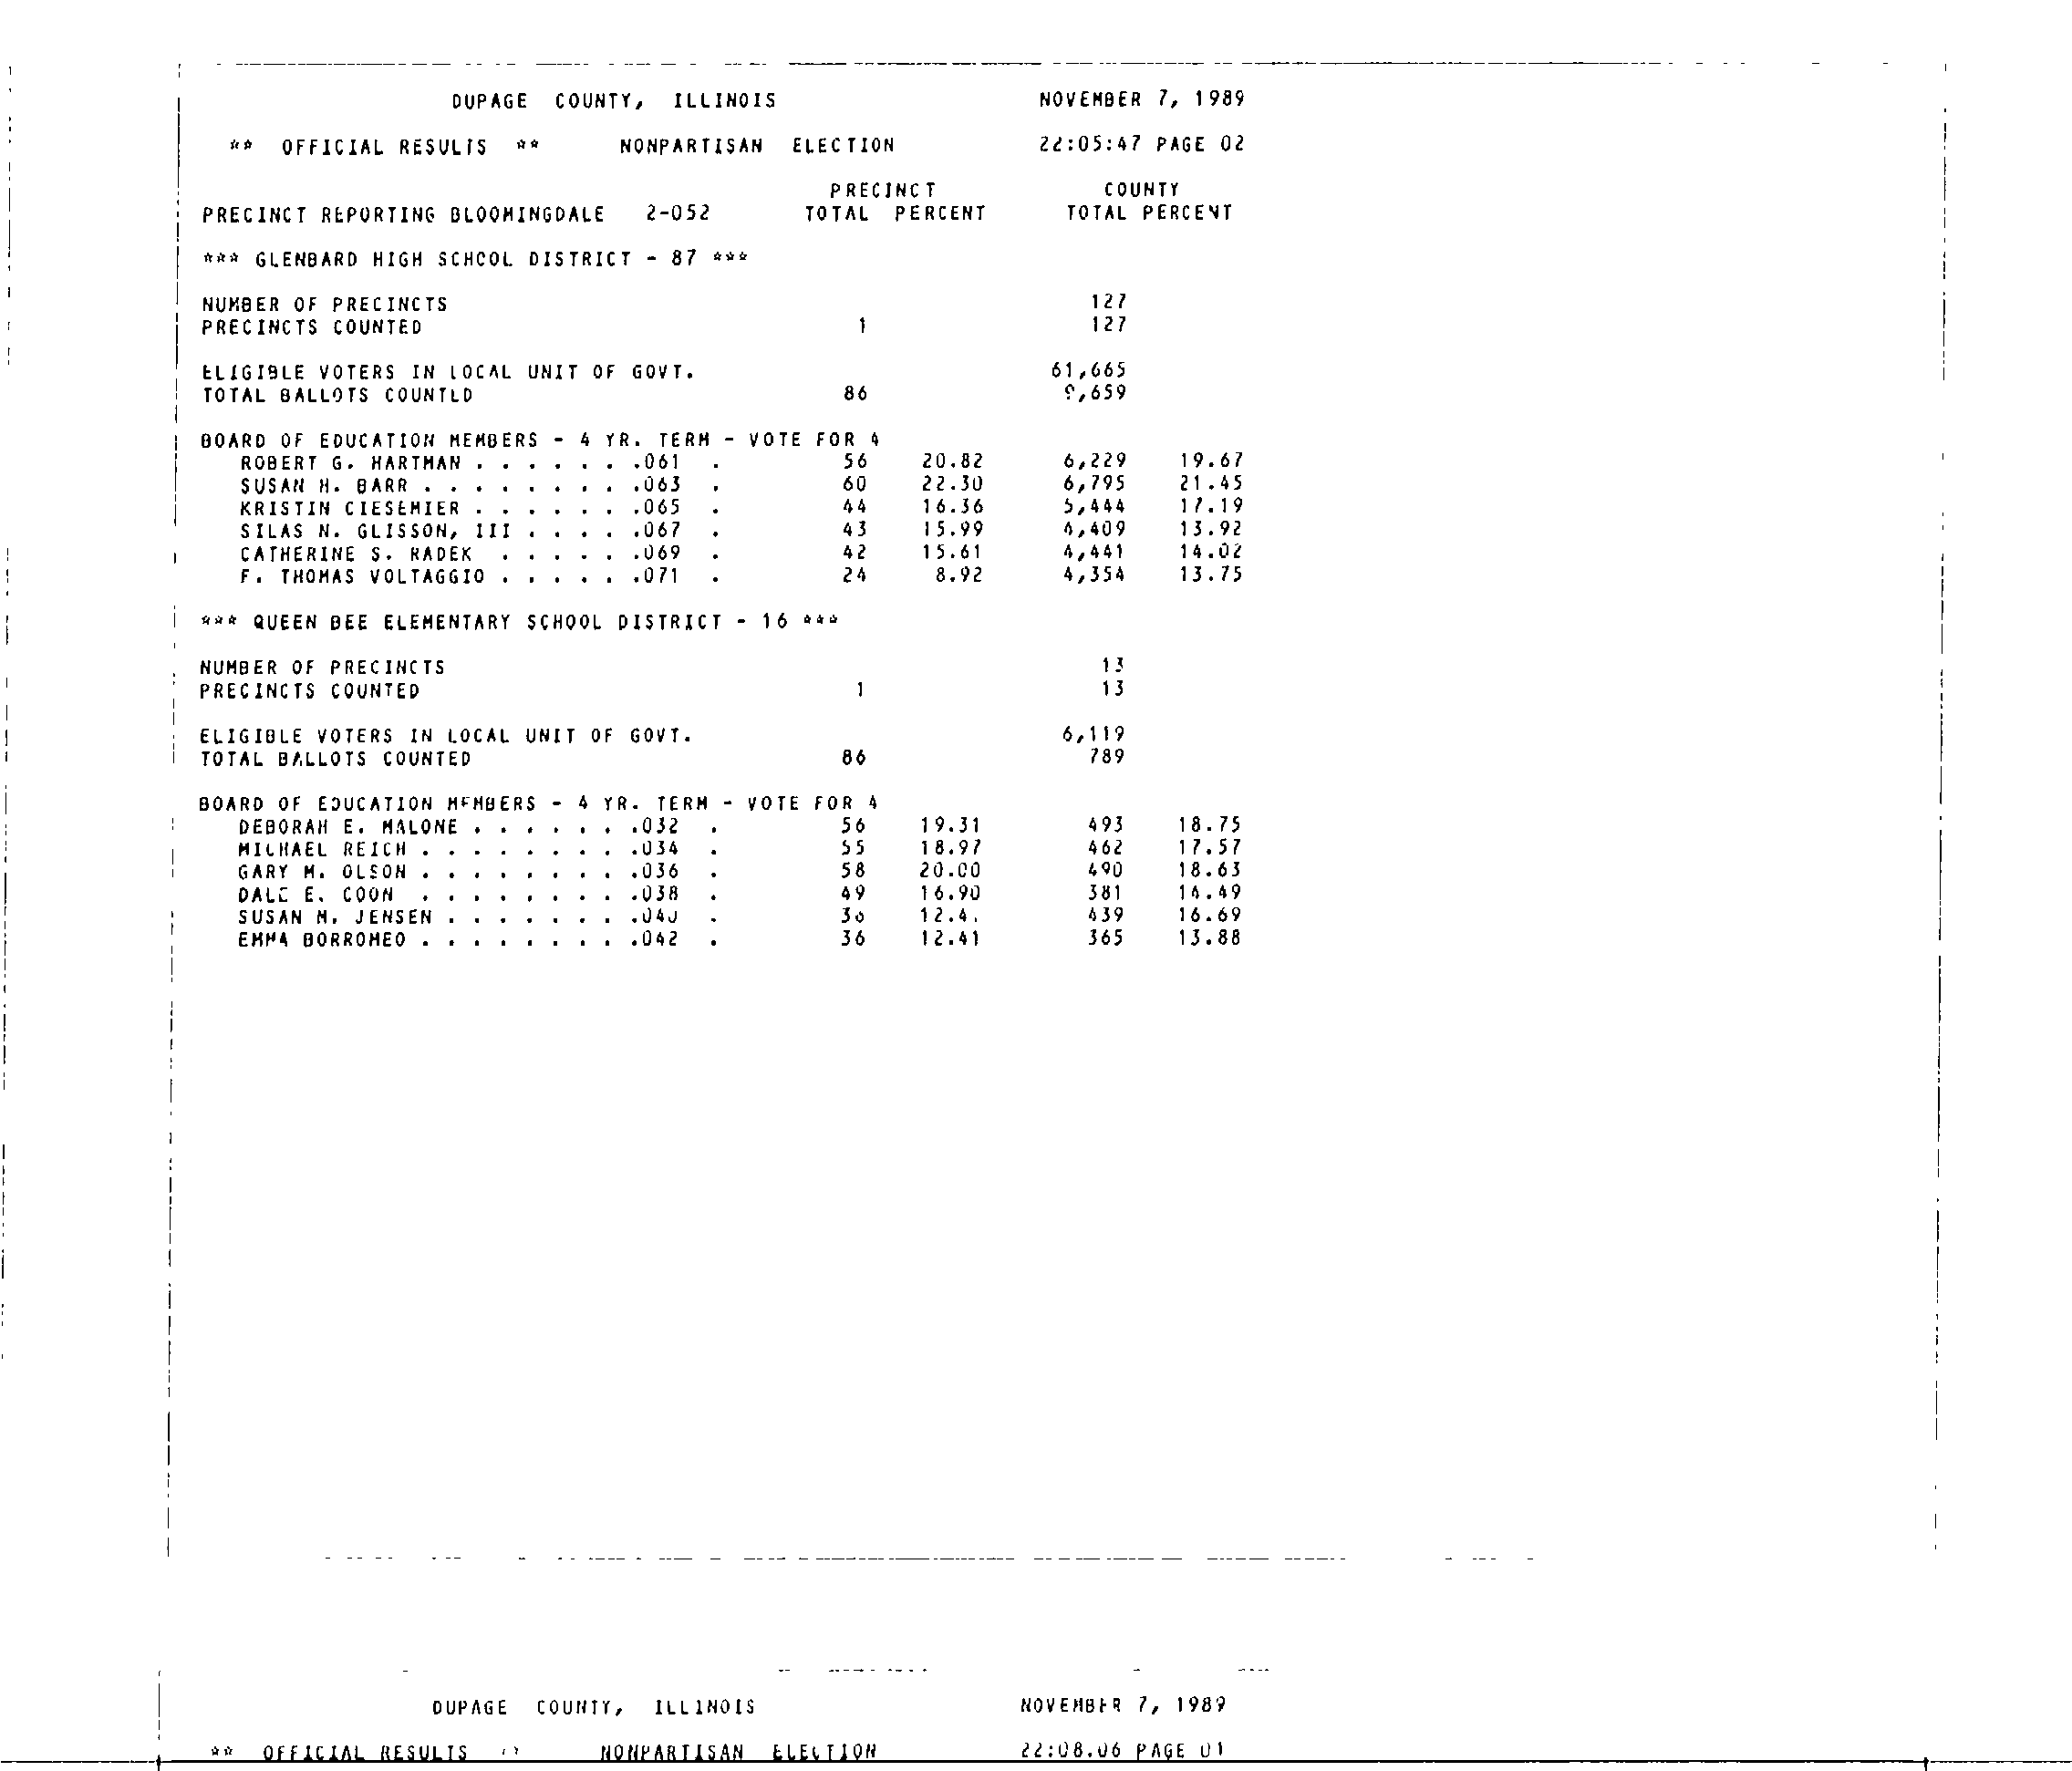 DUPAGE COUNTY, ILLINOIS NOVEMBER 7, 1989
** OFFICIAL RESULTS ** NONPARTISAN ELECTION 22:05:47 PAGE 02
PRECINCT COUNTY
PRECINCT REPORTING BLOOMINGDALE 2-052 TOTAL PERCENT TOTAL PERCENT
*** GLENBARD HIGH SCHOOL DISTRICT - 87 ***
NUMBER OF PRECINCTS 127
PRECINCTS COUNTED 1 127
ELIGIBLE VOTERS IN LOCAL UNIT OF GOVT. 61,665
TOTAL BALLOTS COUNTED 86 9,659
BOARD OF EDUCATION MEMBERS - 4 YR. TERM - VOTE FOR 4
ROBERT G. HARTMAN . . . . . . .061 . 56 20.82 6,229 19.67
SUSAN H. BARR . . . . . . . . .063 . 60 22.30 6,795 21.45
KRISTIN CIESEMIER . . . . . . .065 . 44 16.36 5,444 17.19
SILAS N. GLISSON, III . . . . .067 . 43 15.99 4,409 13.92
CATHERINE S. RADEK . . . . . .069 . 42 15.61 4,441 14.02
F. THOMAS VOLTAGGIO . . . . . .071 . 24 8.92 4,354 13.75
*** QUEEN BEE ELEMENTARY SCHOOL DISTRICT - 16 ***
NUMBER OF PRECINCTS 13
PRECINCTS COUNTED 1 13
ELIGIBLE VOTERS IN LOCAL UNIT OF GOVT. 6,119
TOTAL BALLOTS COUNTED 86 789
BOARD OF EDUCATION MEMBERS - 4 YR. TERM - VOTE FOR 4
DEBORAH E. MALONE . . . . . . .032 . 56 19.31 493 18.75
MICHAEL REICH . . . . . . . . .034 . 55 18.97 462 17.57
GARY M. OLSON . . . . . . . . .036 . 58 20.00 490 18.63
DALE E. COON . . . . . . . . .038 . 49 16.90 381 14.49
SUSAN M. JENSEN . . . . . . . .040 . 36 439 16.69
EMMA BORROMEO . . . . . . . . .042 . 36 12.41 365 13.88
DUPAGE COUNTY, ILLINOIS NOVEMBER 7, 1989
** OFFICIAL RESULTS NONPARTISAN ELECTION 22:08.06 PAGE 01